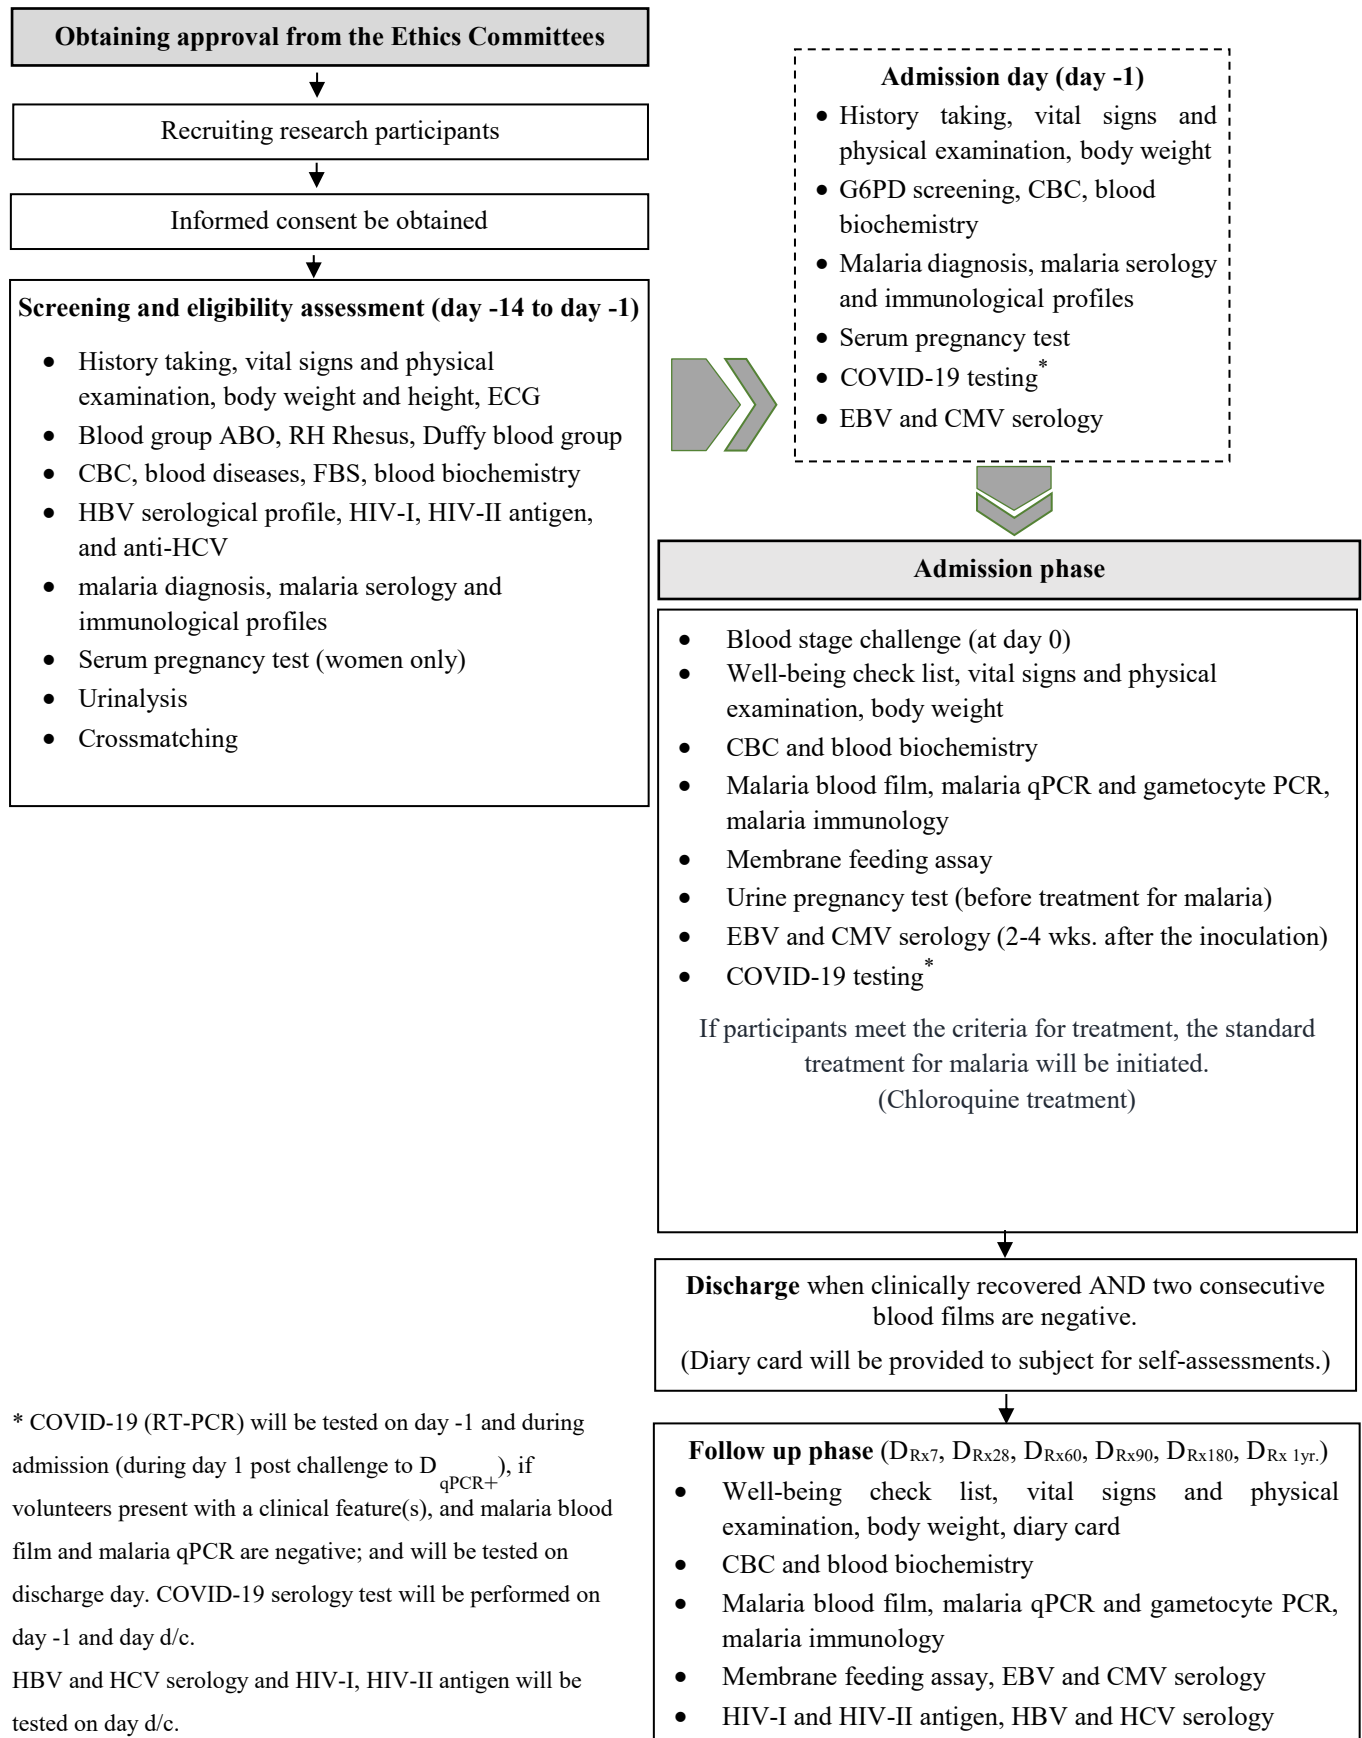 Obtaining approval from the Ethics Committees
Recruiting research participants
Informed consent be obtained
Screening and eligibility assessment (day -14 to day -1)
• History taking, vital signs and physical
examination, body weight and height, ECG
• Blood group ABO, RH Rhesus, Duffy blood group
• CBC, blood diseases, FBS, blood biochemistry
• HBV serological profile, HIV-I, HIV-II antigen,
and anti-HCV
• malaria diagnosis, malaria serology and
immunological profiles
• Serum pregnancy test (women only)
• Urinalysis
• Crossmatching
Admission day (day -1)
• History taking, vital signs and
physical examination, body weight
• G6PD screening, CBC, blood
biochemistry
• Malaria diagnosis, malaria serology
and immunological profiles
• Serum pregnancy test
• COVID-19 testing*
• EBV and CMV serology
Admission phase
• Blood stage challenge (at day 0)
• Well-being check list, vital signs and physical
examination, body weight
• CBC and blood biochemistry
• Malaria blood film, malaria qPCR and gametocyte PCR,
malaria immunology
• Membrane feeding assay
• Urine pregnancy test (before treatment for malaria)
• EBV and CMV serology (2-4 wks. after the inoculation)
• COVID-19 testing*
If participants meet the criteria for treatment, the standard
treatment for malaria will be initiated.
(Chloroquine treatment)
Discharge when clinically recovered AND two consecutive
blood films are negative.
(Diary card will be provided to subject for self-assessments.)
Follow up phase (DRx7, DRx28, DRx60, DRx90, DRx180, DRx 1yr.)
• Well-being check list, vital signs and physical
examination, body weight, diary card
• CBC and blood biochemistry
• Malaria blood film, malaria qPCR and gametocyte PCR,
malaria immunology
• Membrane feeding assay, EBV and CMV serology
• HIV-I and HIV-II antigen, HBV and HCV serology
* COVID-19 (RT-PCR) will be tested on day -1 and during
admission (during day 1 post challenge to DqPCR+), if
volunteers present with a clinical feature(s), and malaria blood
film and malaria qPCR are negative; and will be tested on
discharge day. COVID-19 serology test will be performed on
day -1 and day d/c.
HBV and HCV serology and HIV-I, HIV-II antigen will be
tested on day d/c.